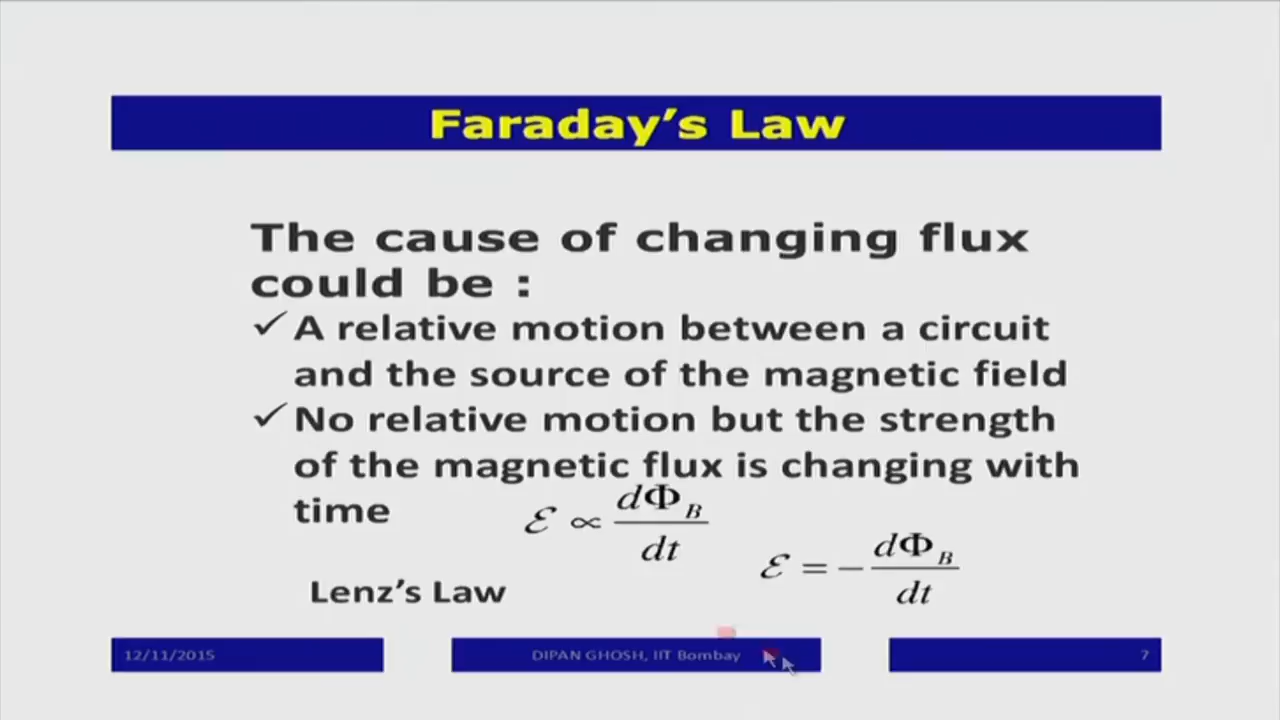 Faraday's Law
The cause of changing flux
could be :
✓ A relative motion between a circuit
and the source of the magnetic field
✓ No relative motion but the strength
of the magnetic flux is changing with
time
ℰ ∝ dΦ_B/dt
ℰ = − dΦ_B/dt
Lenz's Law
12/11/2015
DIPAN GHOSH, IIT Bombay
7